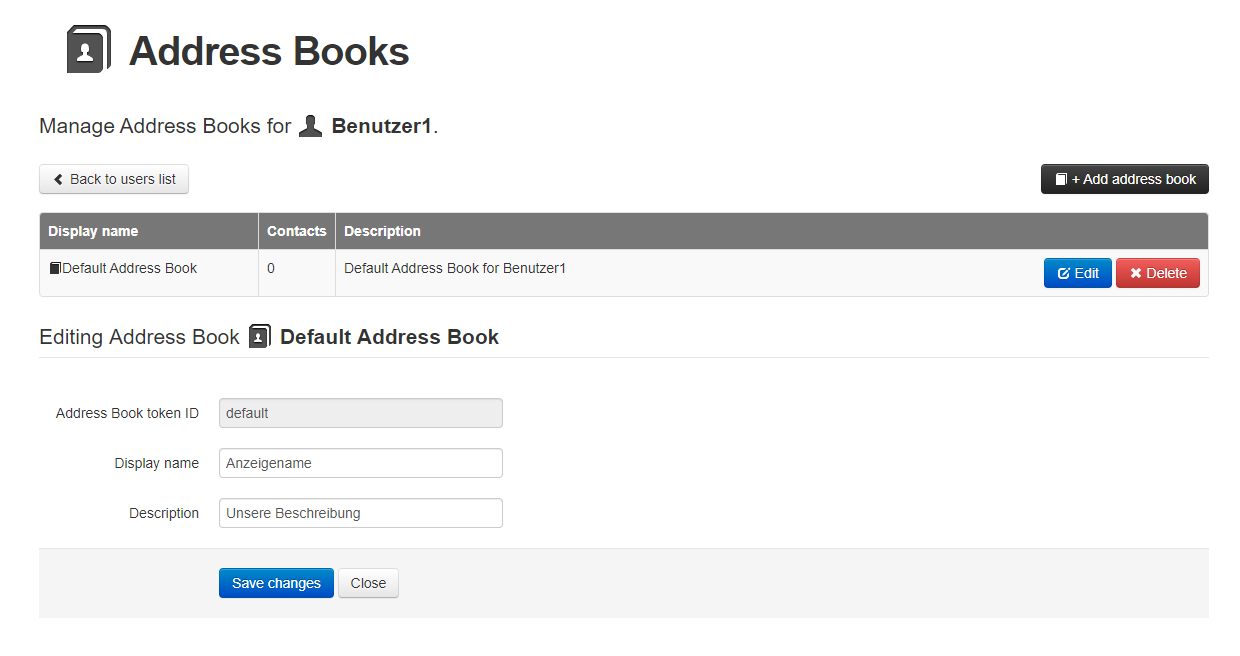 Address Books
Manage Address Books for Benutzer1.
Back to users list
+ Add address book
Display name Contacts Description
Default Address Book 0 Default Address Book for Benutzer1 Edit Delete
Editing Address Book Default Address Book
Address Book token ID default
Display name Anzeigename
Description Unsere Beschreibung
Save changes Close